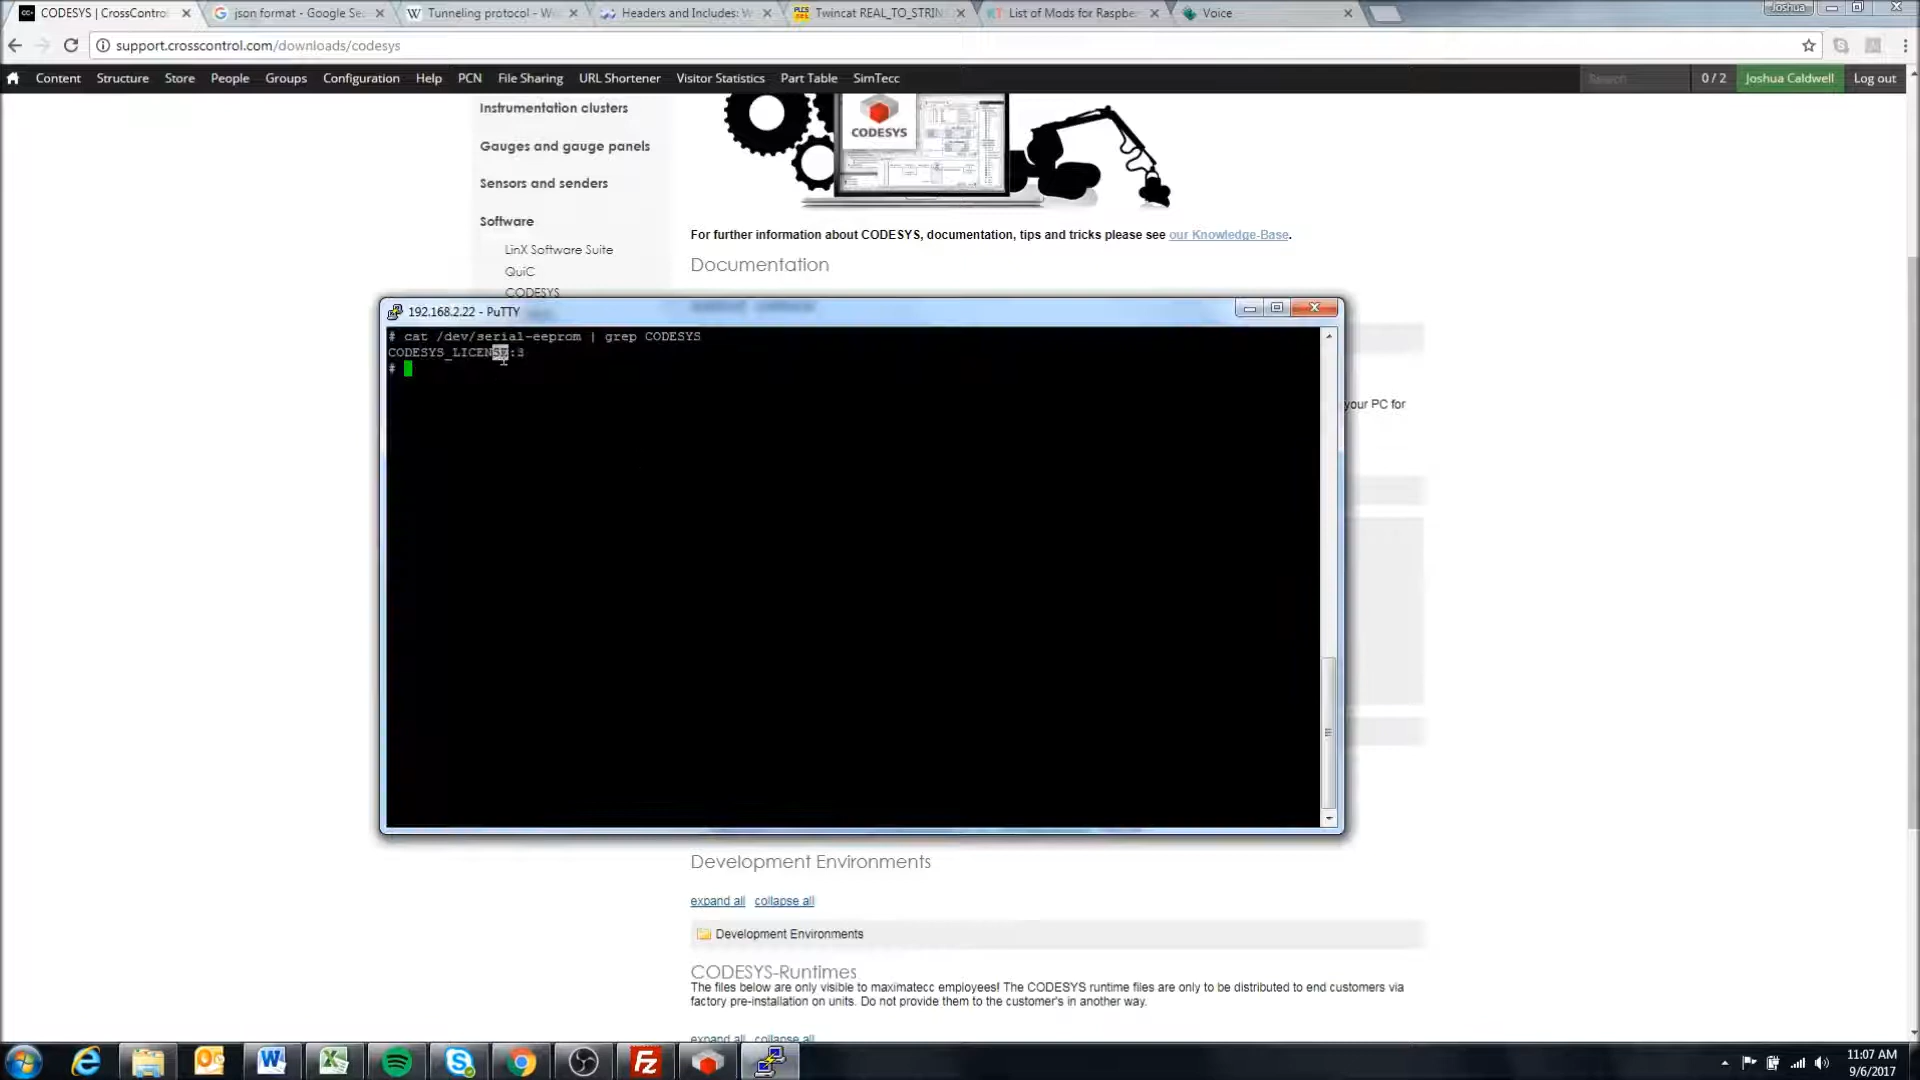 CODESYS | CrossContro
json format - Google Se
Tunneling protocol - W
Headers and Includes: W
Twincat REAL_TO_STRIN
List of Mods for Raspbe
Voice
Joshua
support.crosscontrol.com/downloads/codesys
Content Structure Store People Groups Configuration Help PCN File Sharing URL Shortener Visitor Statistics Part Table SimTecc Search 0 / 2 Joshua Caldwell Log out
Instrumentation clusters
Gauges and gauge panels
Sensors and senders
Software
LinX Software Suite
QuiC
CODESYS
CODESYS
For further information about CODESYS, documentation, tips and tricks please see our Knowledge-Base.
Documentation
192.168.2.22 - PuTTY
# cat /dev/serial-eeprom | grep CODESYS
CODESYS_LICENSE:3
#
your PC for
Development Environments
expand all collapse all
Development Environments
CODESYS-Runtimes
The files below are only visible to maximatecc employees! The CODESYS runtime files are only to be distributed to end customers via
factory pre-installation on units. Do not provide them to the customer's in another way.
expand all collapse all
11:07 AM
9/6/2017